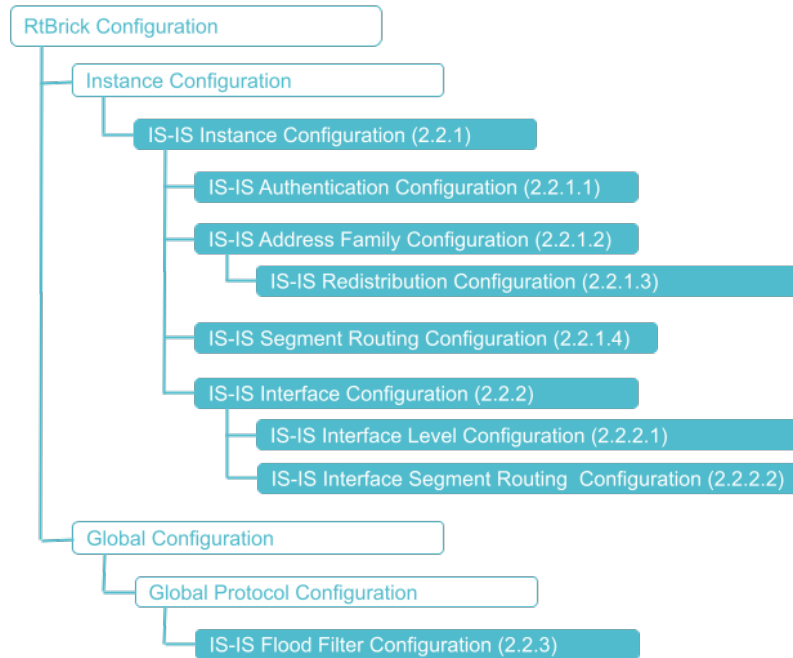 RtBrick Configuration
Instance Configuration
IS-IS Instance Configuration (2.2.1)
IS-IS Authentication Configuration (2.2.1.1)
IS-IS Address Family Configuration (2.2.1.2)
IS-IS Redistribution Configuration (2.2.1.3)
IS-IS Segment Routing Configuration (2.2.1.4)
IS-IS Interface Configuration (2.2.2)
IS-IS Interface Level Configuration (2.2.2.1)
IS-IS Interface Segment Routing  Configuration (2.2.2.2)
Global Configuration
Global Protocol Configuration
IS-IS Flood Filter Configuration (2.2.3)